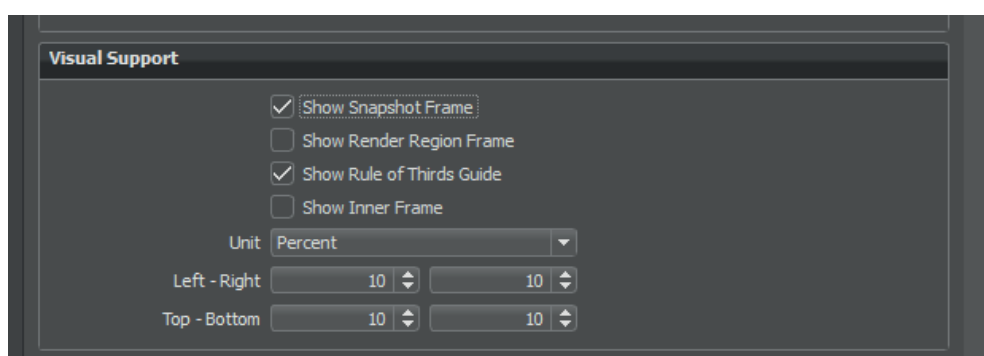 Visual Support
Show Snapshot Frame
Show Render Region Frame
Show Rule of Thirds Guide
Show Inner Frame
Unit Percent
Left - Right 10 10
Top - Bottom 10 10